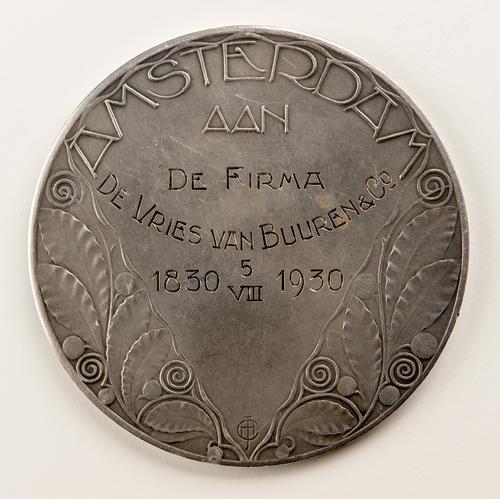 AMSTERDAM
AAN
DE FIRMA
DE VRIES VAN BUUREN & Co
1830 5 VIII 1930